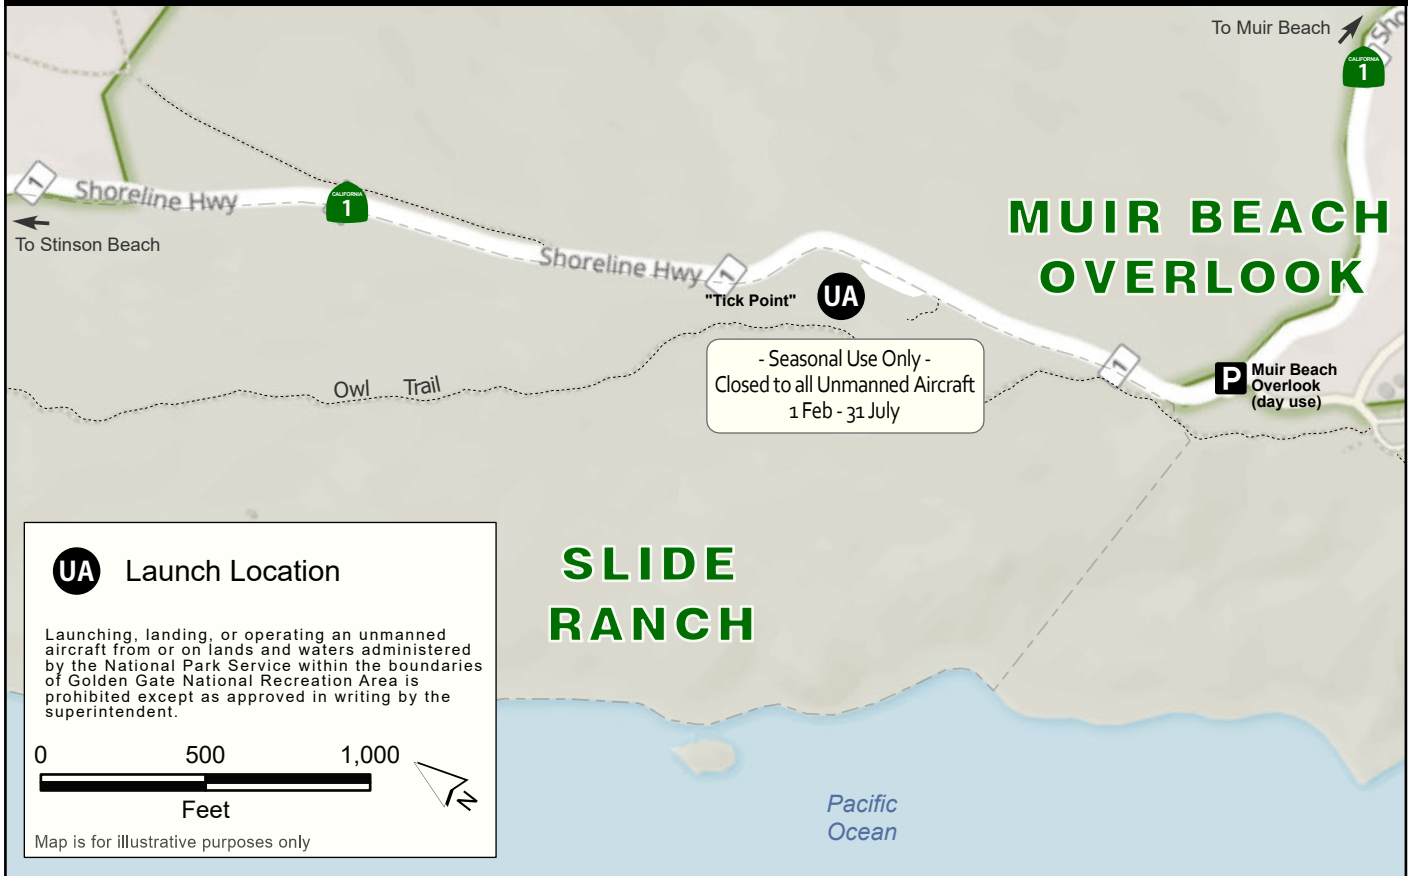 To Muir Beach
Sho
CALIFORNIA
1
1
Shoreline Hwy
CALIFORNIA
1
To Stinson Beach
MUIR BEACH
OVERLOOK
Shoreline Hwy
1
"Tick Point"
UA
- Seasonal Use Only -
Closed to all Unmanned Aircraft
1 Feb - 31 July
1
P
Muir Beach
Overlook
(day use)
Owl Trail
SLIDE
RANCH
UA Launch Location
Launching, landing, or operating an unmanned
aircraft from or on lands and waters administered
by the National Park Service within the boundaries
of Golden Gate National Recreation Area is
prohibited except as approved in writing by the
superintendent.
0 500 1,000
Feet
N
Map is for illustrative purposes only
Pacific
Ocean